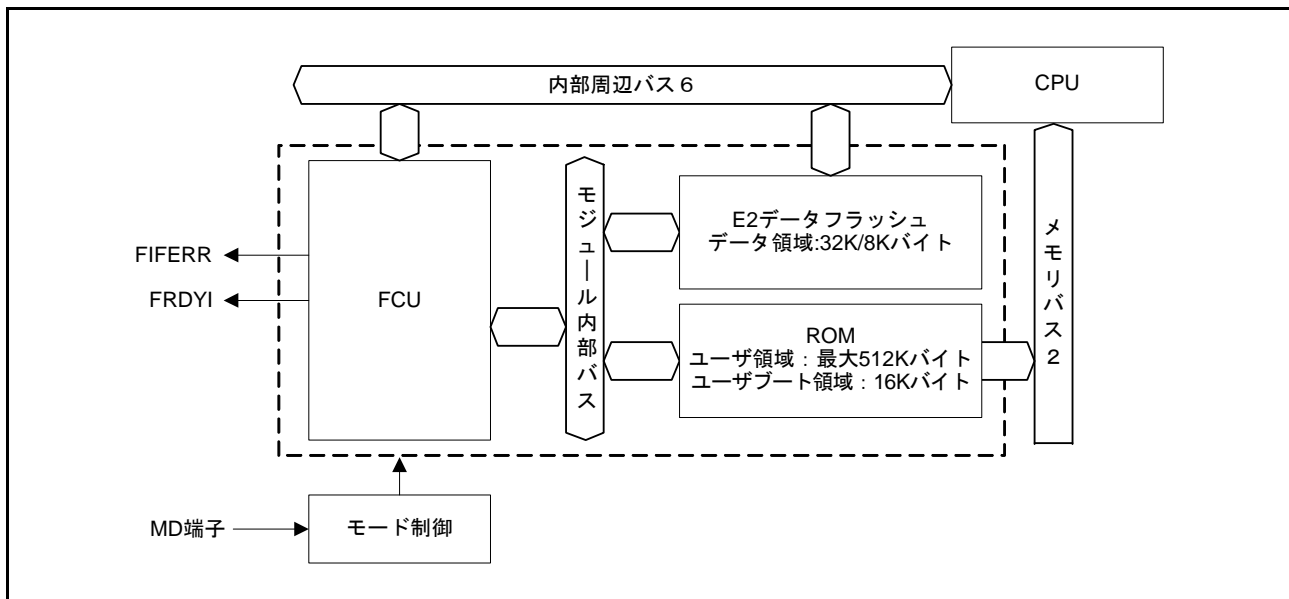 内部周辺バス6
CPU
モジュール内部バス
E2データフラッシュ
データ領域:32K/8Kバイト
メモリバス2
FIFERR
FRDYI
FCU
ROM
ユーザ領域：最大512Kバイト
ユーザブート領域：16Kバイト
MD端子
モード制御